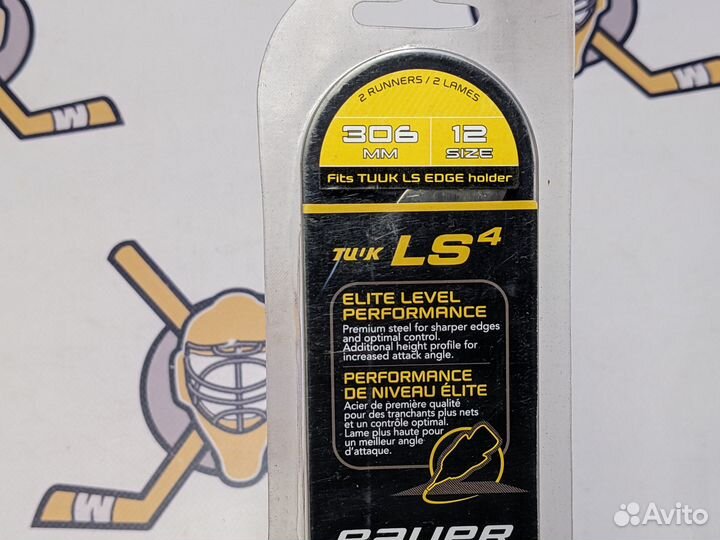 2 RUNNERS / 2 LAMES
306 MM
12 SIZE
Fits TUUK LS EDGE holder
TUUK LS4
ELITE LEVEL
PERFORMANCE
Premium steel for sharper edges
and optimal control.
Additional height profile for
increased attack angle.
PERFORMANCE
DE NIVEAU ÉLITE
Acier de première qualité
pour des tranchants plus nets
et un contrôle optimal.
Lame plus haute pour
un meilleur angle
d'attaque.
BAUER
W
W
W
Avito